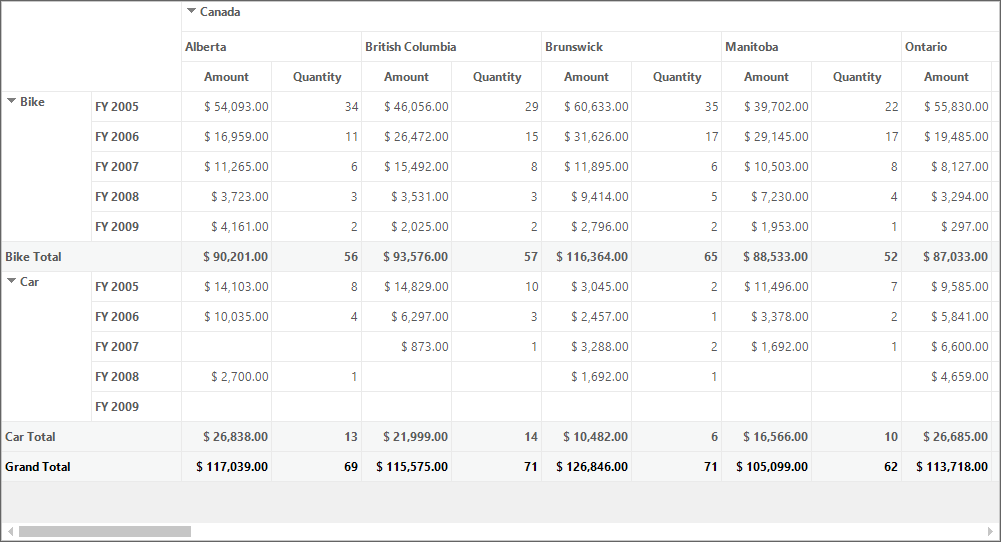 Canada
Alberta British Columbia Brunswick Manitoba Ontario
Amount Quantity Amount Quantity Amount Quantity Amount Quantity Amount
Bike FY 2005 $ 54,093.00 34 $ 46,056.00 29 $ 60,633.00 35 $ 39,702.00 22 $ 55,830.00
FY 2006 $ 16,959.00 11 $ 26,472.00 15 $ 31,626.00 17 $ 29,145.00 17 $ 19,485.00
FY 2007 $ 11,265.00 6 $ 15,492.00 8 $ 11,895.00 6 $ 10,503.00 8 $ 8,127.00
FY 2008 $ 3,723.00 3 $ 3,531.00 3 $ 9,414.00 5 $ 7,230.00 4 $ 3,294.00
FY 2009 $ 4,161.00 2 $ 2,025.00 2 $ 2,796.00 2 $ 1,953.00 1 $ 297.00
Bike Total $ 90,201.00 56 $ 93,576.00 57 $ 116,364.00 65 $ 88,533.00 52 $ 87,033.00
Car FY 2005 $ 14,103.00 8 $ 14,829.00 10 $ 3,045.00 2 $ 11,496.00 7 $ 9,585.00
FY 2006 $ 10,035.00 4 $ 6,297.00 3 $ 2,457.00 1 $ 3,378.00 2 $ 5,841.00
FY 2007 $ 873.00 1 $ 3,288.00 2 $ 1,692.00 1 $ 6,600.00
FY 2008 $ 2,700.00 1 $ 1,692.00 1 $ 4,659.00
FY 2009
Car Total $ 26,838.00 13 $ 21,999.00 14 $ 10,482.00 6 $ 16,566.00 10 $ 26,685.00
Grand Total $ 117,039.00 69 $ 115,575.00 71 $ 126,846.00 71 $ 105,099.00 62 $ 113,718.00